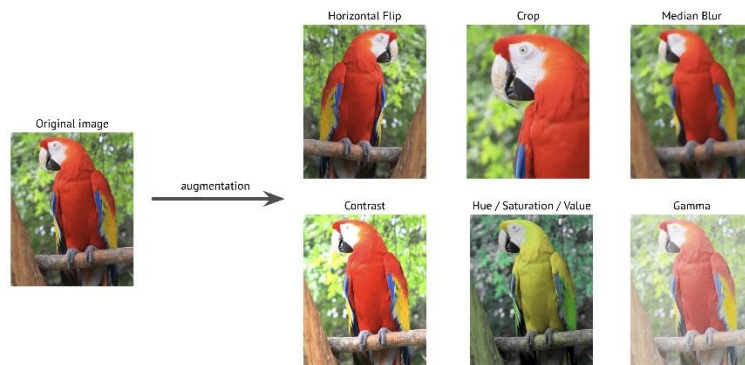 Horizontal Flip
Crop
Median Blur
Original image
augmentation
Contrast
Hue / Saturation / Value
Gamma